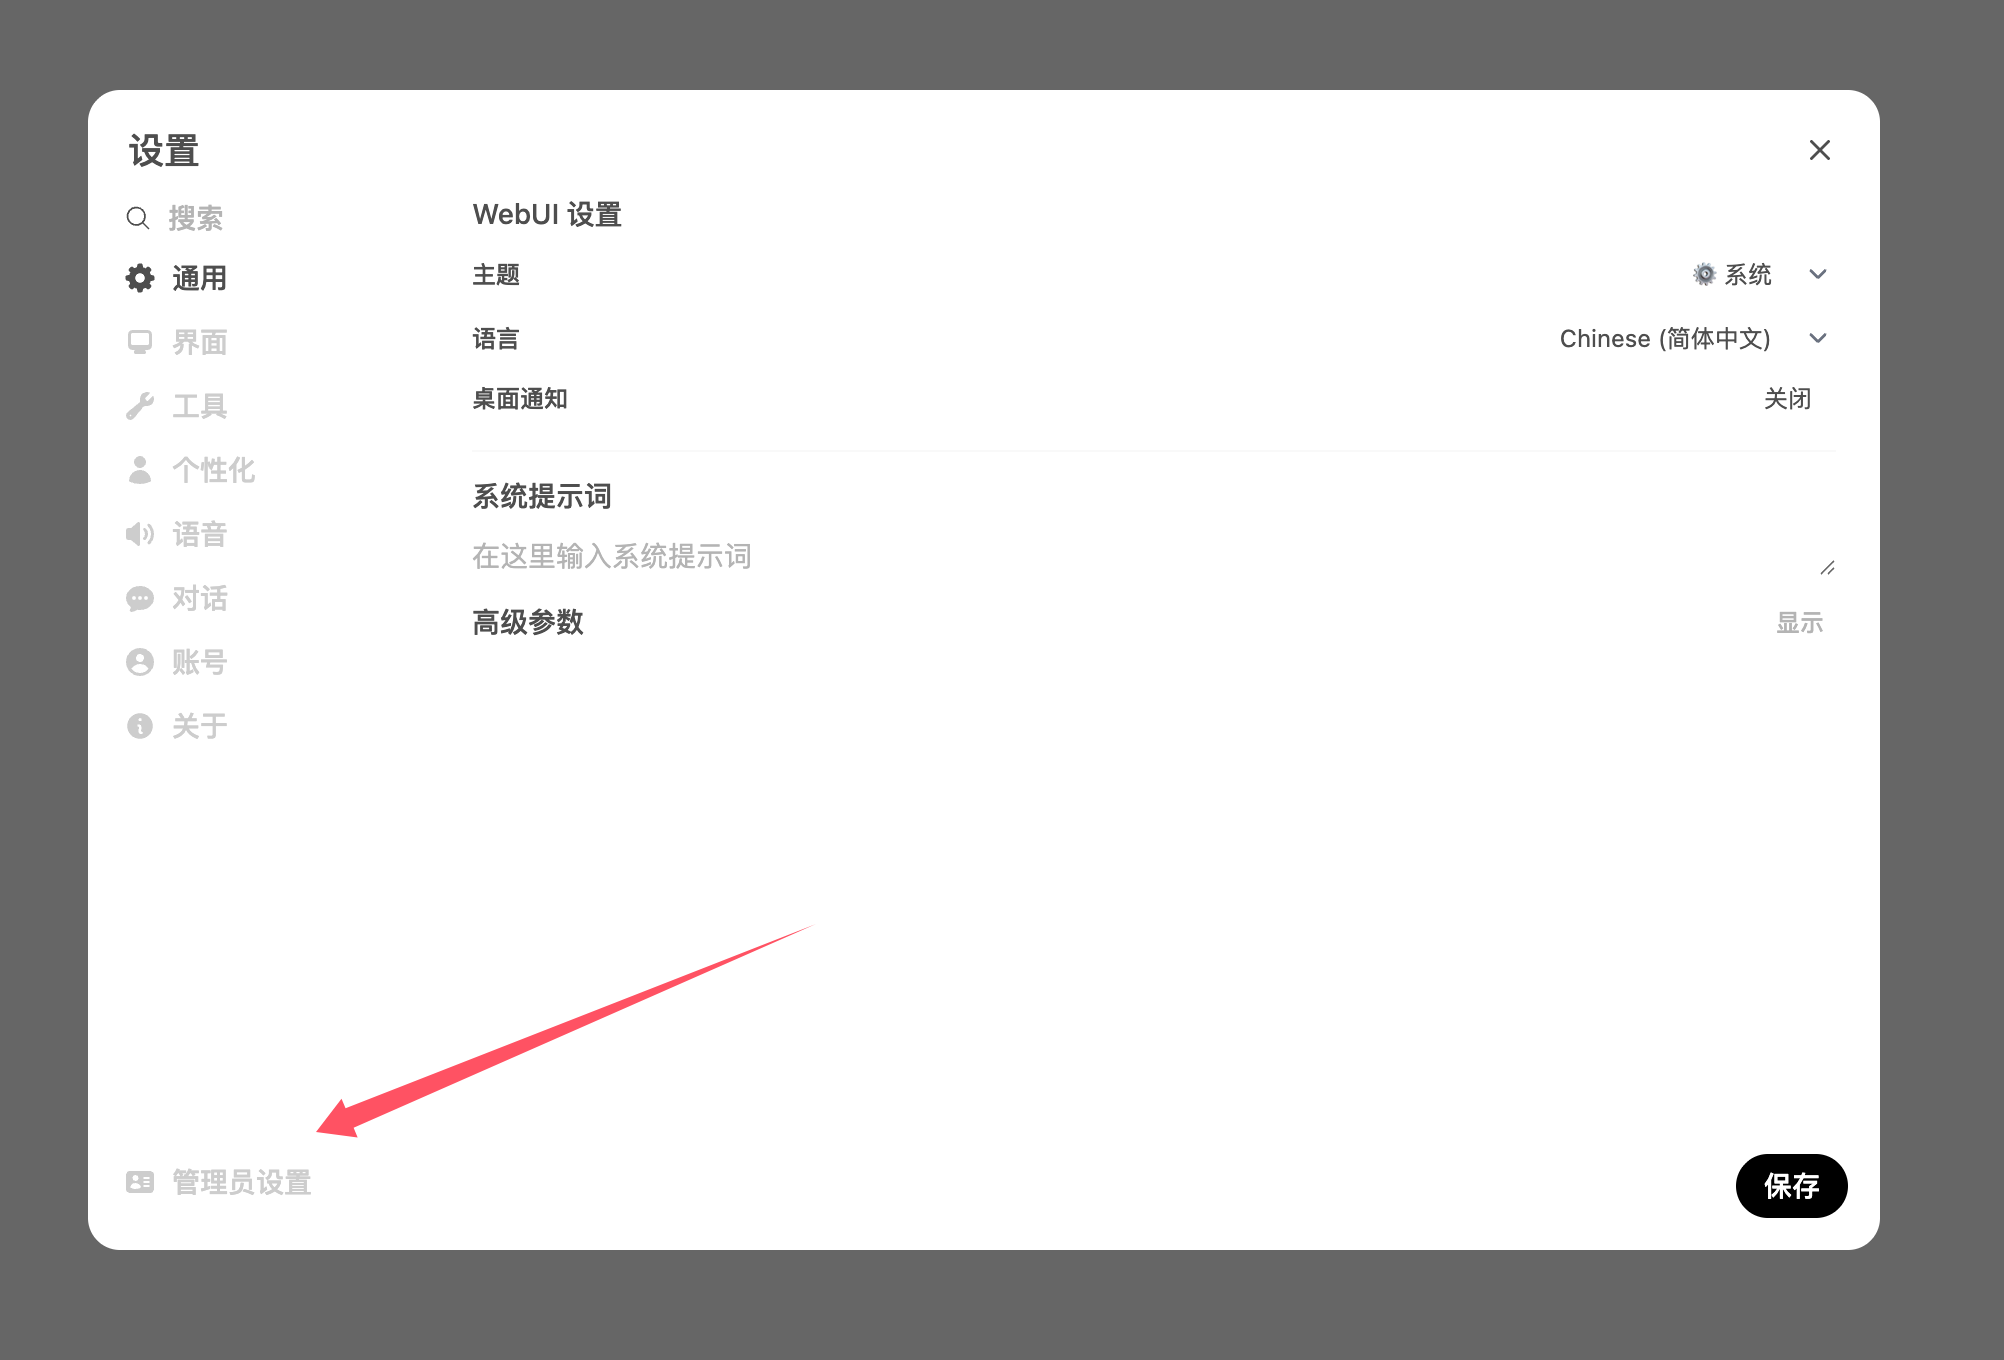 设置
搜索
通用
界面
工具
个性化
语音
对话
账号
关于
管理员设置
WebUI 设置
主题
系统
语言
Chinese (简体中文)
桌面通知
关闭
系统提示词
在这里输入系统提示词
高级参数
显示
保存